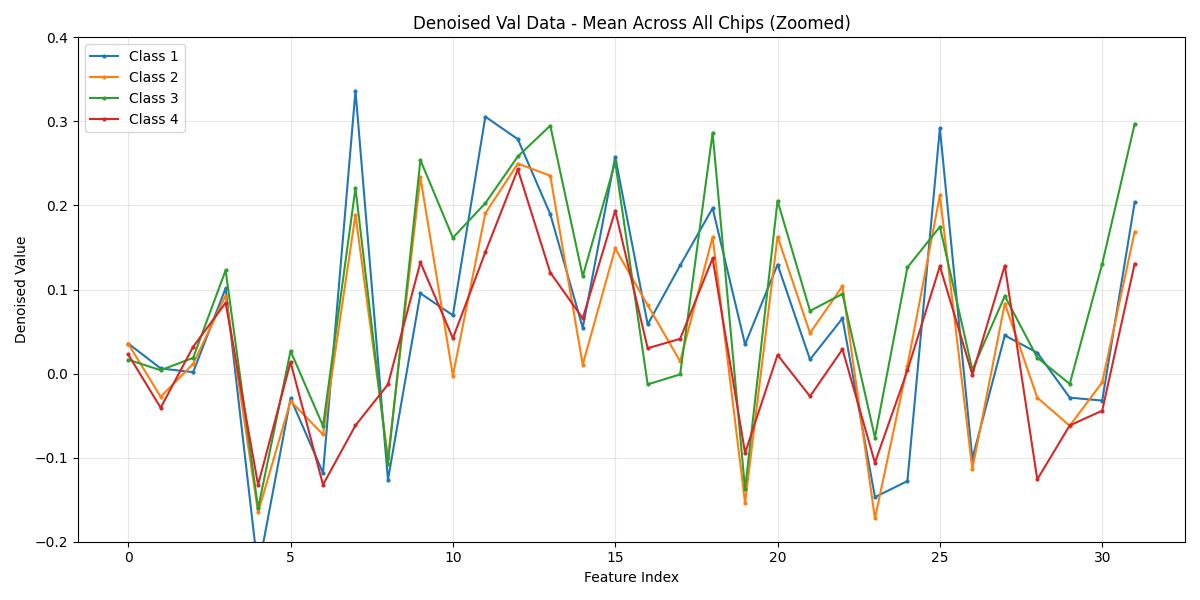 Denoised Val Data - Mean Across All Chips (Zoomed)
Class 1
Class 2
Class 3
Class 4
Denoised Value
0.4
0.3
0.2
0.1
0.0
−0.1
−0.2
0 5 10 15 20 25 30
Feature Index